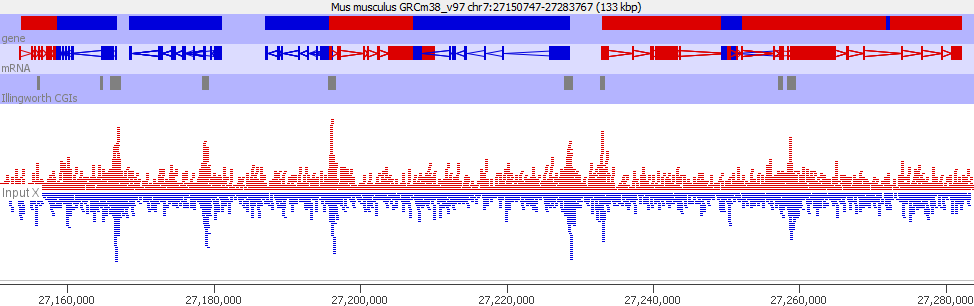 Mus musculus GRCm38_v97 chr7:27150747-27283767 (133 kbp)
gene
mRNA
Illingworth CGIs
Input X
27,160,000 27,180,000 27,200,000 27,220,000 27,240,000 27,260,000 27,280,000